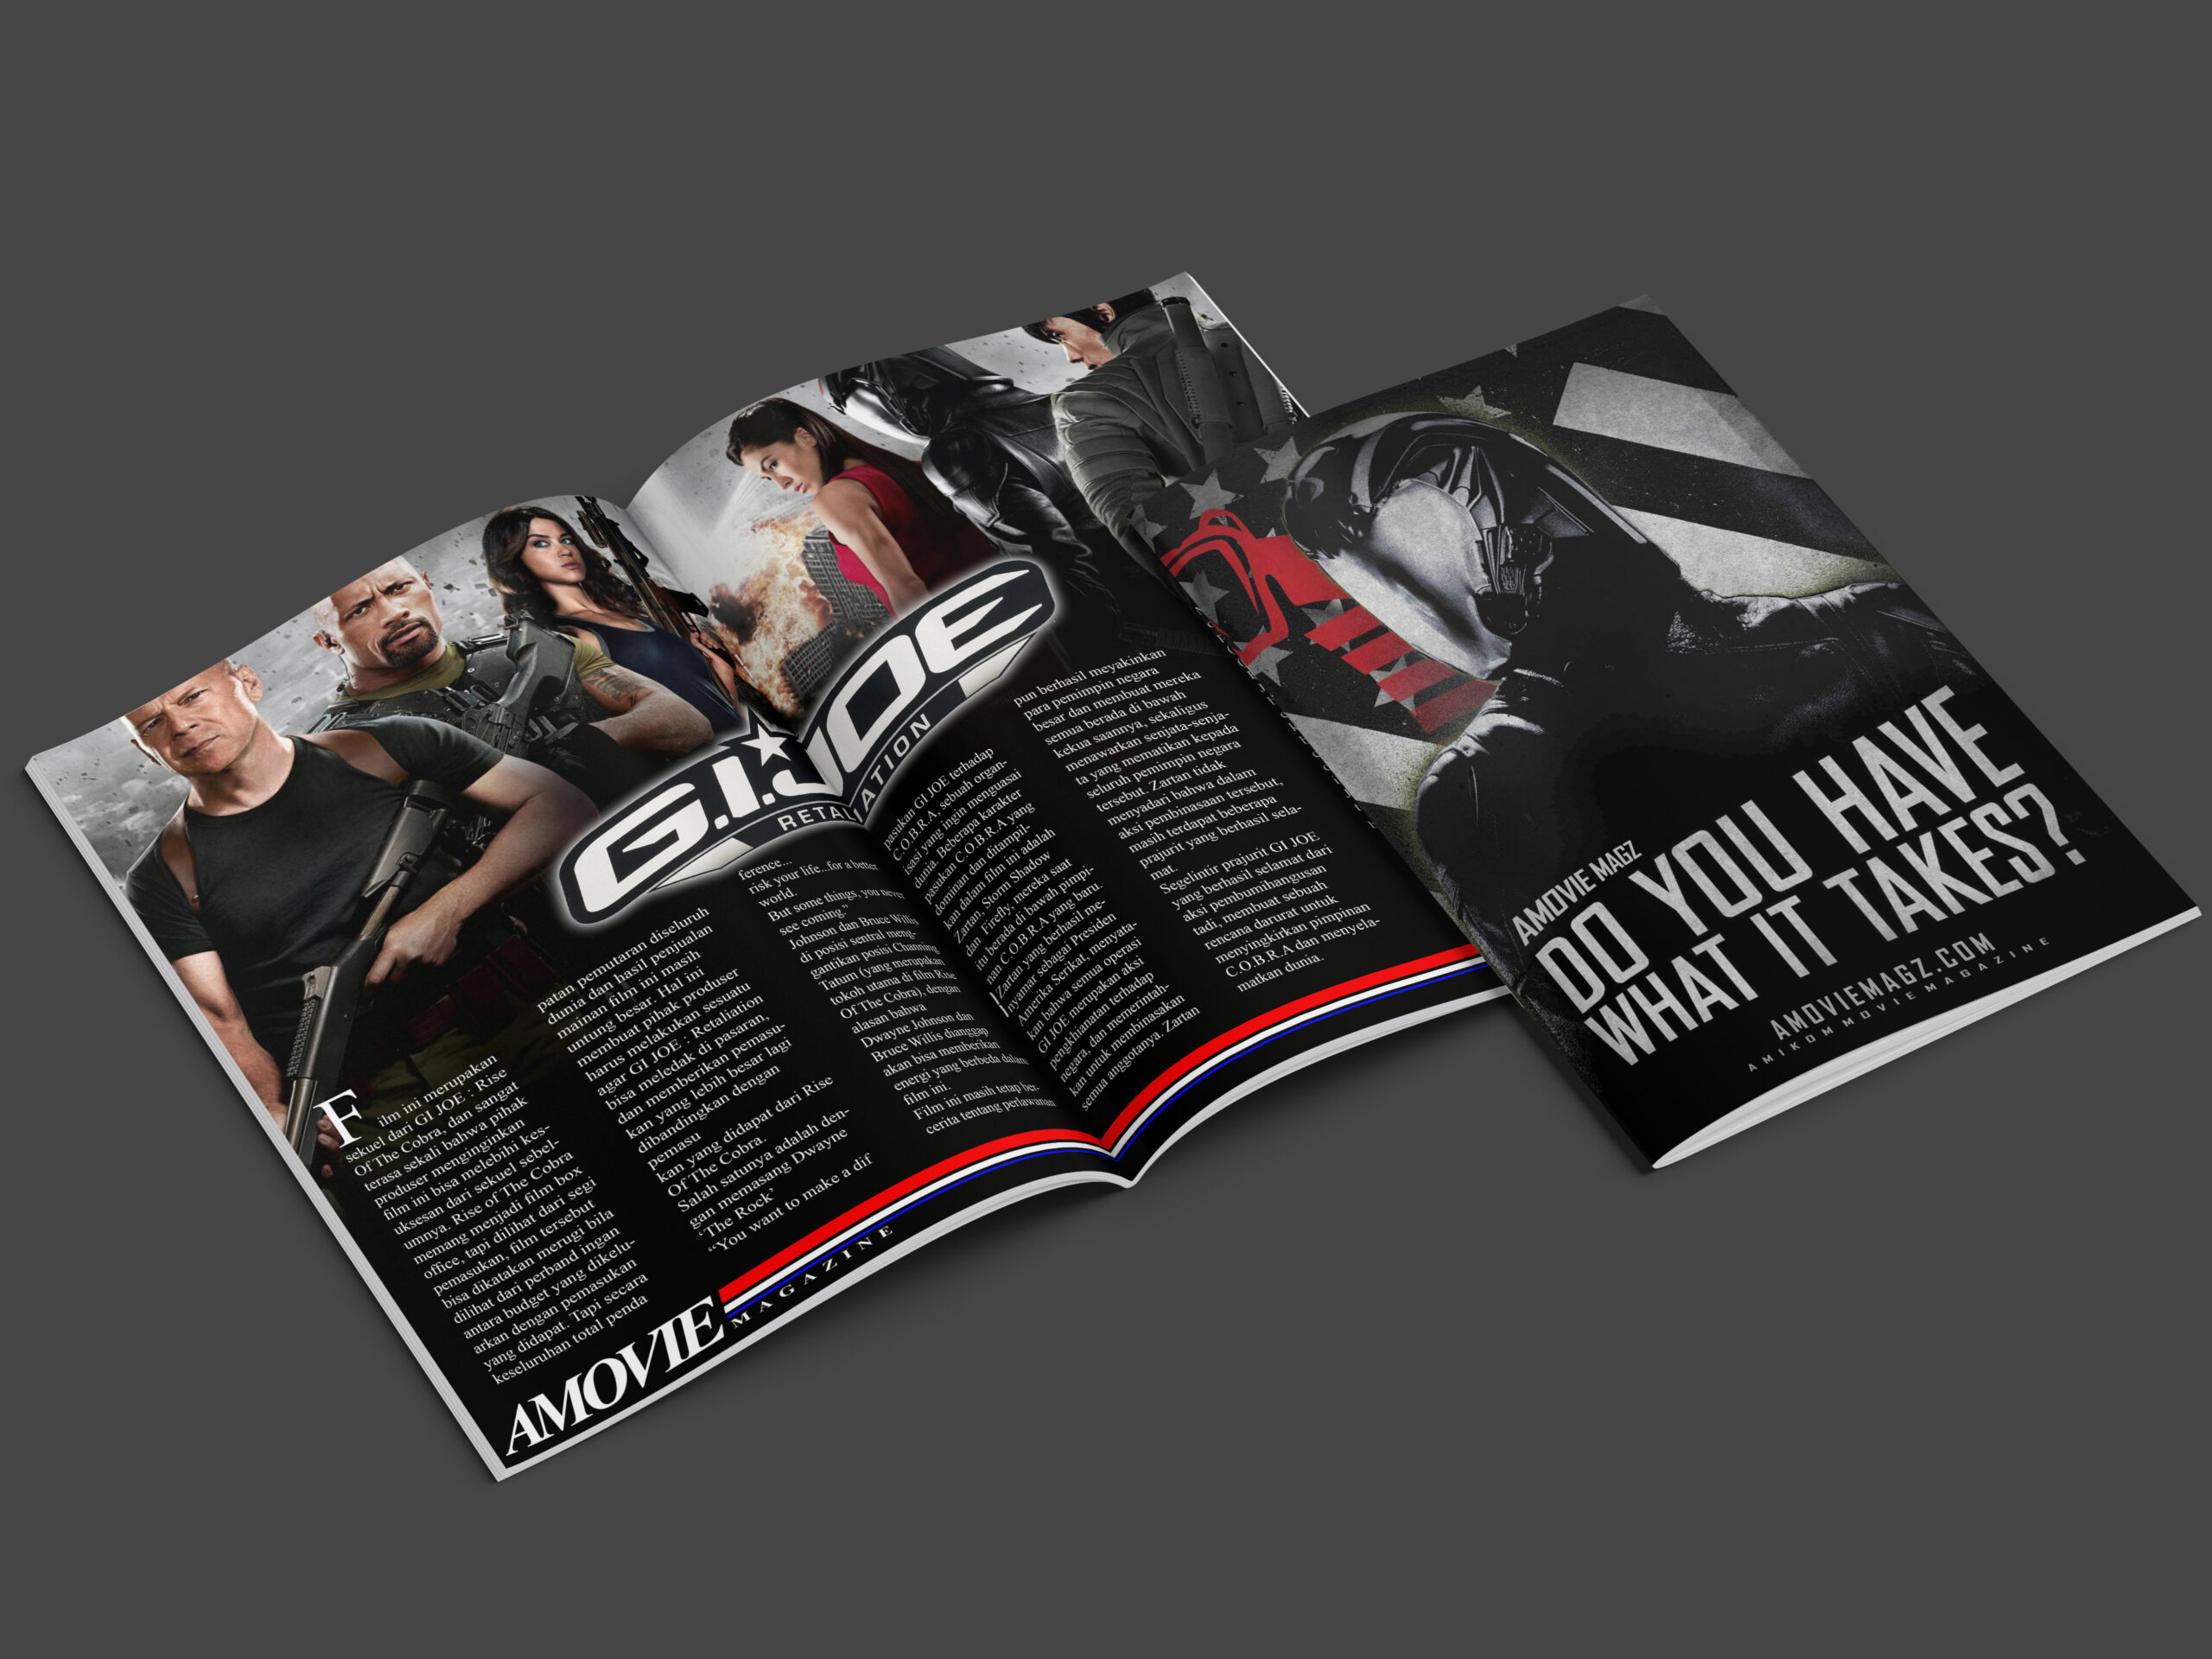 G.I.JOE
RETALIATION
Film ini merupakan
sekuel dari GI JOE : Rise
Of The Cobra, dan sangat
terasa sekali bahwa pihak
produser menginginkan
film ini bisa melebihi kes-
uksesan dari sekuel sebel-
umnya. Rise of The Cobra
memang menjadi film box
office, tapi dilihat dari segi
pemasukan, film tersebut
bisa dikatakan merugi bila
dilihat dari perband ingan
antara budget yang dikelu-
arkan dengan pemasukan
yang didapat. Tapi secara
keseluruhan total penda
patan pemutaran diseluruh
dunia dan hasil penjualan
mainan film ini masih
untung besar. Hal ini
membuat pihak produser
harus melakukan sesuatu
agar GI JOE : Retaliation
bisa meledak di pasaran,
dan memberikan pemasu-
kan yang lebih besar lagi
dibandingkan dengan
pemasu
kan yang didapat dari Rise
Of The Cobra.
Salah satunya adalah den-
gan memasang Dwayne
‘The Rock’
“You want to make a dif
ference...
risk your life...for a better
world.
But some things, you never
see coming.”
Johnson dan Bruce Willis
di posisi sentral meng-
gantikan posisi Channing
Tatum (yang merupakan
tokoh utama di film Rise
Of The Cobra), dengan
alasan bahwa
Dwayne Johnson dan
Bruce Willis dianggap
akan bisa memberikan
energi yang berbeda dalam
film ini.
Film ini masih tetap ber-
cerita tentang perlawanan
pasukan GI JOE terhadap
C.O.B.R.A, sebuah organ-
isasi yang ingin menguasai
dunia. Beberapa karakter
pasukan C.O.B.R.A yang
dominan dan ditampil-
kan dalam film ini adalah
Zartan, Storm Shadow
dan Firefly, mereka saat
ini berada di bawah pimpi-
nan C.O.B.R.A yang baru.
Zartan yang berhasil me-
nyamar sebagai Presiden
Amerika Serikat, menyata-
kan bahwa semua operasi
GI JOE merupakan aksi
pengkhianatan terhadap
negara, dan memerintah-
kan untuk membinasakan
semua anggotanya. Zartan
pun berhasil meyakinkan
para pemimpin negara
besar dan membuat mereka
semua berada di bawah
kekua saannya, sekaligus
menawarkan senjata-senja-
ta yang mematikan kepada
seluruh pemimpin negara
tersebut. Zartan tidak
menyadari bahwa dalam
aksi pembinasaan tersebut,
masih terdapat beberapa
prajurit yang berhasil sela-
mat.
Segelintir prajurit GI JOE
yang berhasil selamat dari
aksi pembumihangusan
tadi, membuat sebuah
rencana darurat untuk
menyingkirkan pimpinan
C.O.B.R.A dan menyela-
matkan dunia.
AMOVIE
MAGAZINE
AMOVIE MAGZ
DO YOU HAVE
WHAT IT TAKES?
AMOVIEMAGZ.COM
AMIKOMMOVIEMAGAZINE